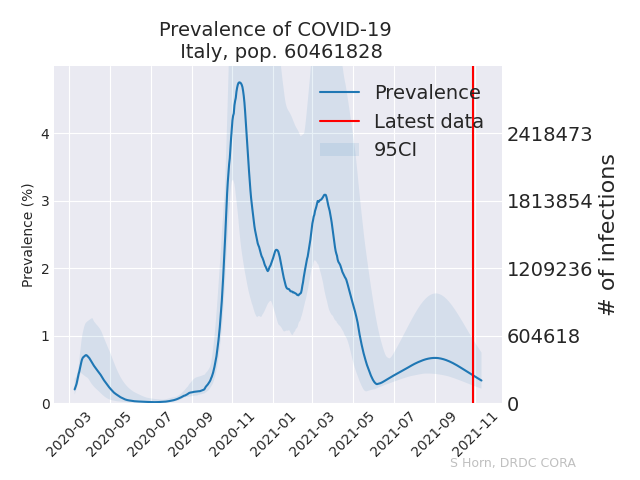 Prevalence of COVID-19
Italy, pop. 60461828
Prevalence (%)
4
3
2
1
0
Prevalence
Latest data
95CI
2418473
1813854
1209236
604618
0
# of infections
2020-03
2020-05
2020-07
2020-09
2020-11
2021-01
2021-03
2021-05
2021-07
2021-09
2021-11
S Horn, DRDC CORA